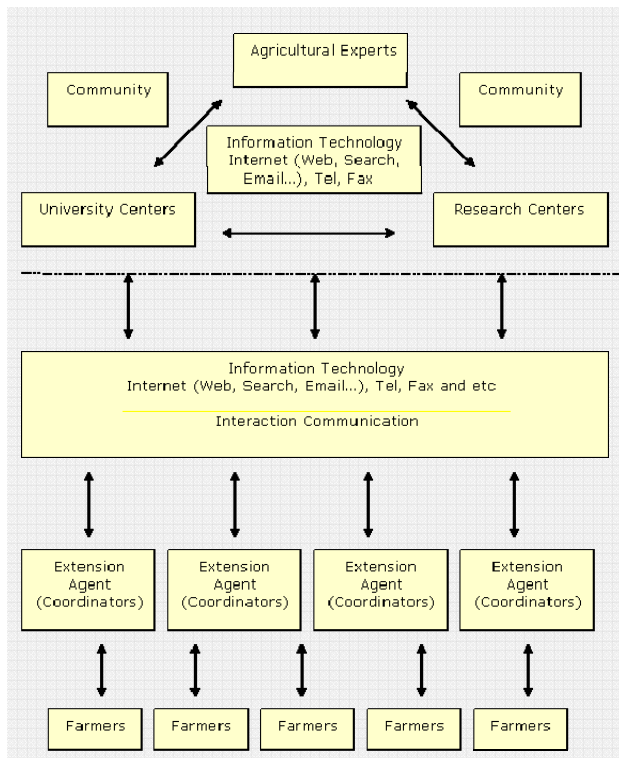 Agricultural Experts
Community
Community
Information Technology
Internet (Web, Search,
Email...), Tel, Fax
University Centers
Research Centers
Information Technology
Internet (Web, Search, Email...), Tel, Fax and etc
Interaction Communication
Extension
Agent
(Coordinators)
Extension
Agent
(Coordinators)
Extension
Agent
(Coordinators)
Extension
Agent
(Coordinators)
Farmers
Farmers
Farmers
Farmers
Farmers